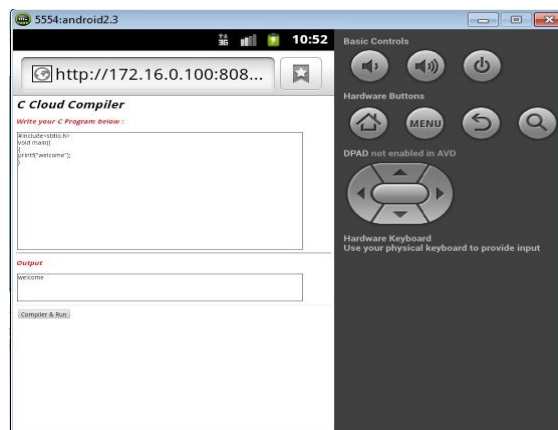 5554:android2.3
3G 10:52
http://172.16.0.100:808...
C Cloud Compiler
Write your C Program below :
#include<stdio.h>
void main()
{
printf("welcome");
}
Output
welcome
Compiler & Run
Basic Controls
Hardware Buttons
MENU
DPAD not enabled in AVD
Hardware Keyboard
Use your physical keyboard to provide input